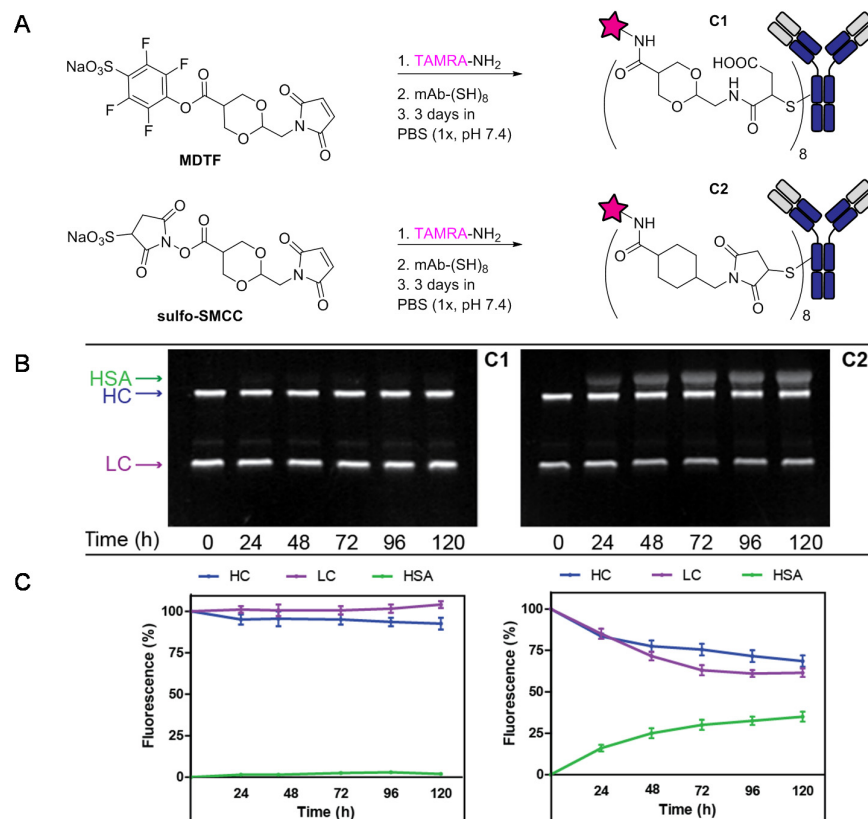 A
F
F
NaO₃S
F
F
O
O
O
O
N
O
O
MDTF
1. TAMRA-NH₂
2. mAb-(SH)₈
3. 3 days in
PBS (1x, pH 7.4)
C1
NH
O
HOOC
O
O
H
N
O
S
8
NaO₃S
O
O
N
O
O
O
O
N
O
O
sulfo-SMCC
1. TAMRA-NH₂
2. mAb-(SH)₈
3. 3 days in
PBS (1x, pH 7.4)
C2
NH
O
O
N
O
S
8
B
HSA
HC
LC
C1
C2
Time (h) 0 24 48 72 96 120 0 24 48 72 96 120
C
HC LC HSA
Fluorescence (%)
100
75
50
25
0
24 48 72 96 120
Time (h)
HC LC HSA
Fluorescence (%)
100
75
50
25
0
24 48 72 96 120
Time (h)